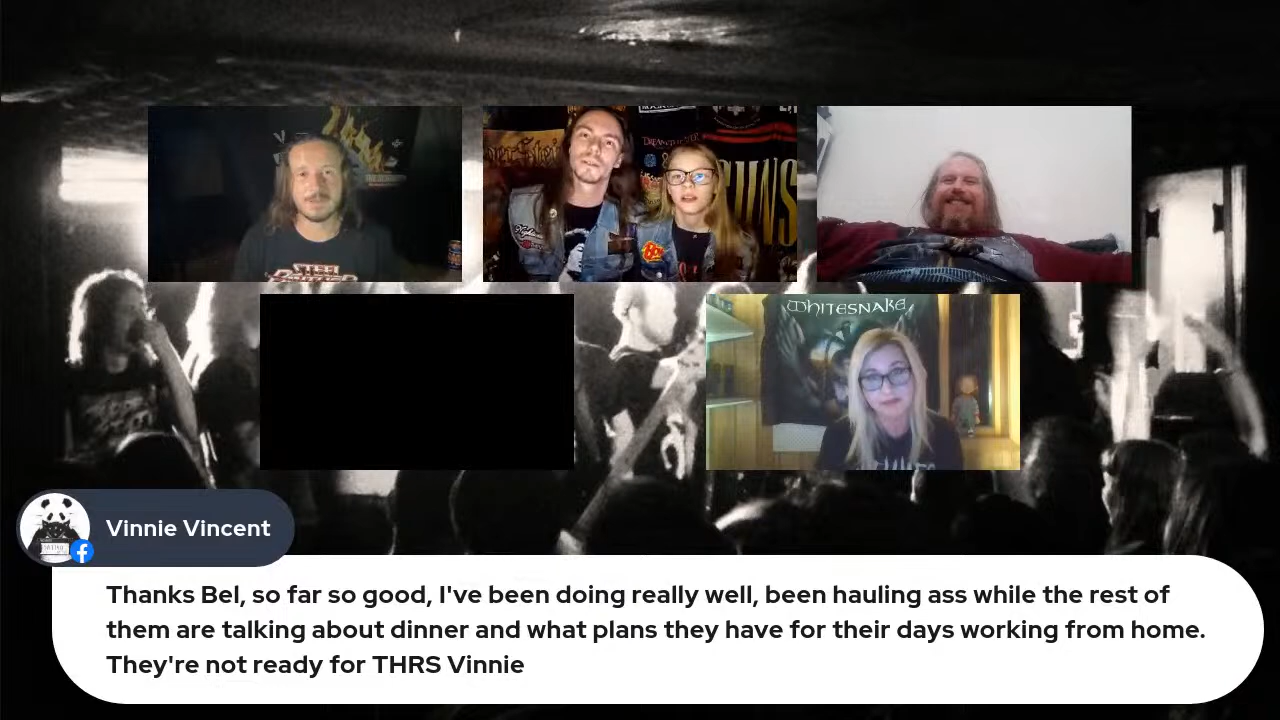 WHITESNAKE
Vinnie Vincent
Thanks Bel, so far so good, I've been doing really well, been hauling ass while the rest of
them are talking about dinner and what plans they have for their days working from home.
They're not ready for THRS Vinnie